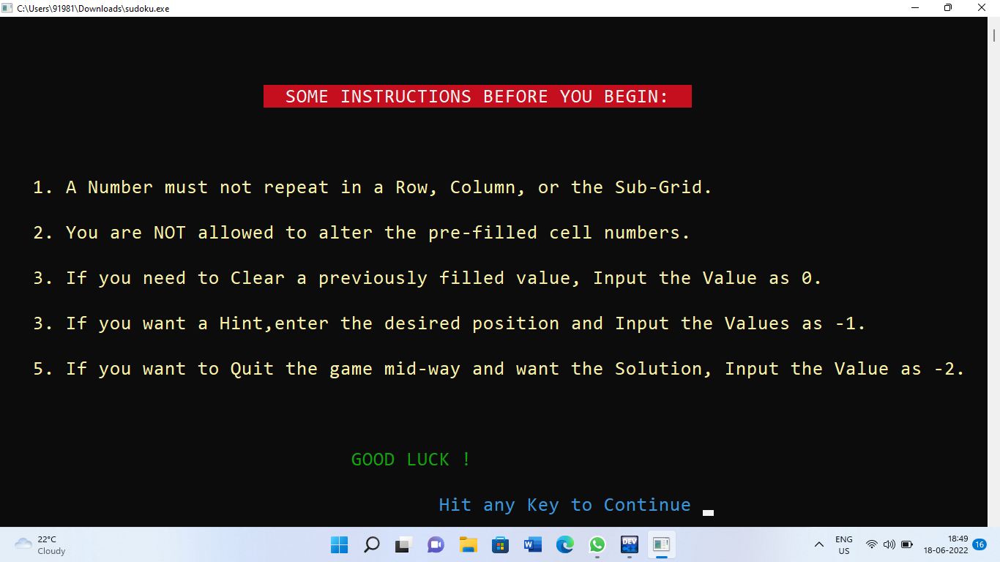 C:\Users\91981\Downloads\sudoku.exe
SOME INSTRUCTIONS BEFORE YOU BEGIN:
1. A Number must not repeat in a Row, Column, or the Sub-Grid.
2. You are NOT allowed to alter the pre-filled cell numbers.
3. If you need to Clear a previously filled value, Input the Value as 0.
3. If you want a Hint,enter the desired position and Input the Values as -1.
5. If you want to Quit the game mid-way and want the Solution, Input the Value as -2.
GOOD LUCK !
Hit any Key to Continue
22°C
Cloudy
W
DEV
ENG
US
18:49
18-06-2022
16